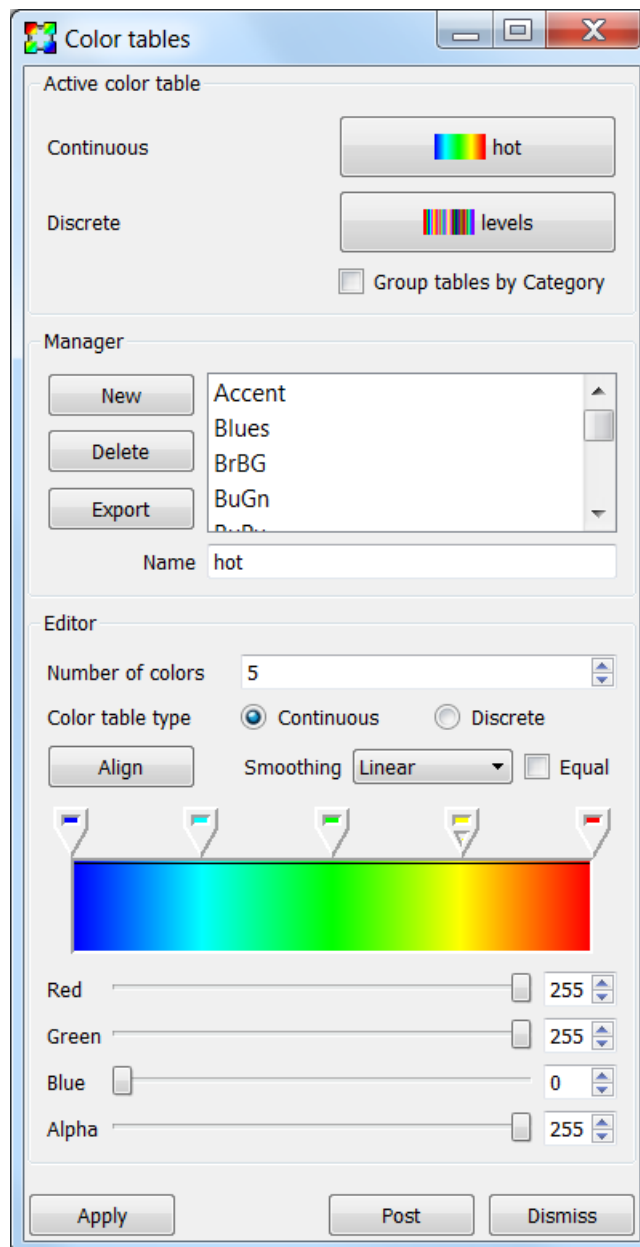 Color tables
Active color table
Continuous hot
Discrete levels
Group tables by Category
Manager
New
Delete
Export
Accent
Blues
BrBG
BuGn
BuPu
Name hot
Editor
Number of colors 5
Color table type Continuous Discrete
Align Smoothing Linear Equal
Red 255
Green 255
Blue 0
Alpha 255
Apply Post Dismiss